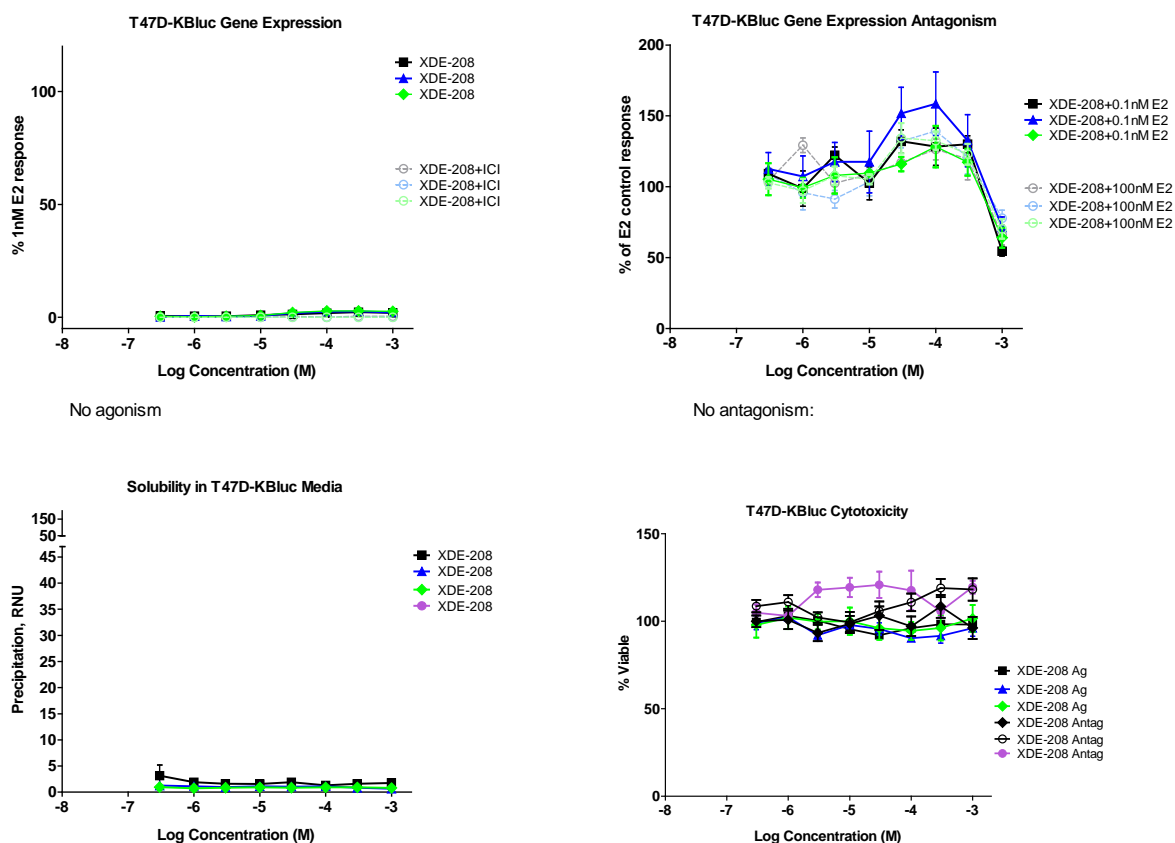 T47D-KBluc Gene Expression
% 1nM E2 response
100
50
0
-8
-7
-6
-5
-4
-3
Log Concentration (M)
XDE-208
XDE-208
XDE-208
XDE-208+ICI
XDE-208+ICI
XDE-208+ICI
No agonism
T47D-KBluc Gene Expression Antagonism
% of E2 control response
200
150
100
50
0
-8
-7
-6
-5
-4
-3
Log Concentration (M)
XDE-208+0.1nM E2
XDE-208+0.1nM E2
XDE-208+0.1nM E2
XDE-208+100nM E2
XDE-208+100nM E2
XDE-208+100nM E2
No antagonism:
Solubility in T47D-KBluc Media
Precipitation, RNU
150
50
45
40
35
30
25
20
15
10
5
0
-8
-7
-6
-5
-4
-3
Log Concentration (M)
XDE-208
XDE-208
XDE-208
XDE-208
T47D-KBluc Cytotoxicity
% Viable
150
100
50
0
-8
-7
-6
-5
-4
-3
Log Concentration (M)
XDE-208 Ag
XDE-208 Ag
XDE-208 Ag
XDE-208 Antag
XDE-208 Antag
XDE-208 Antag